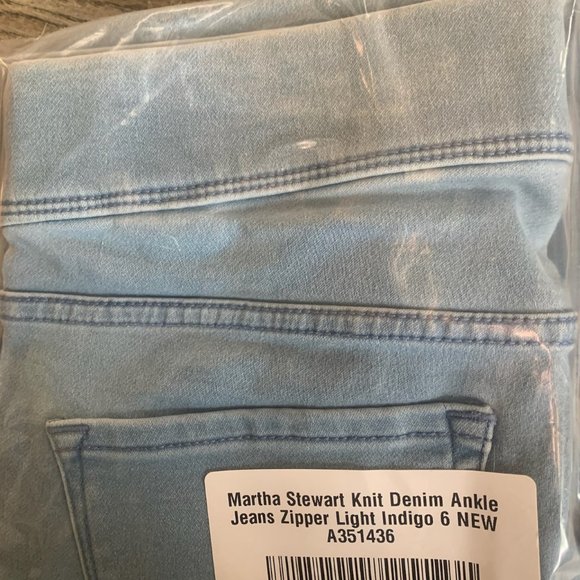 Martha Stewart Knit Denim Ankle
Jeans Zipper Light Indigo 6 NEW
A351436